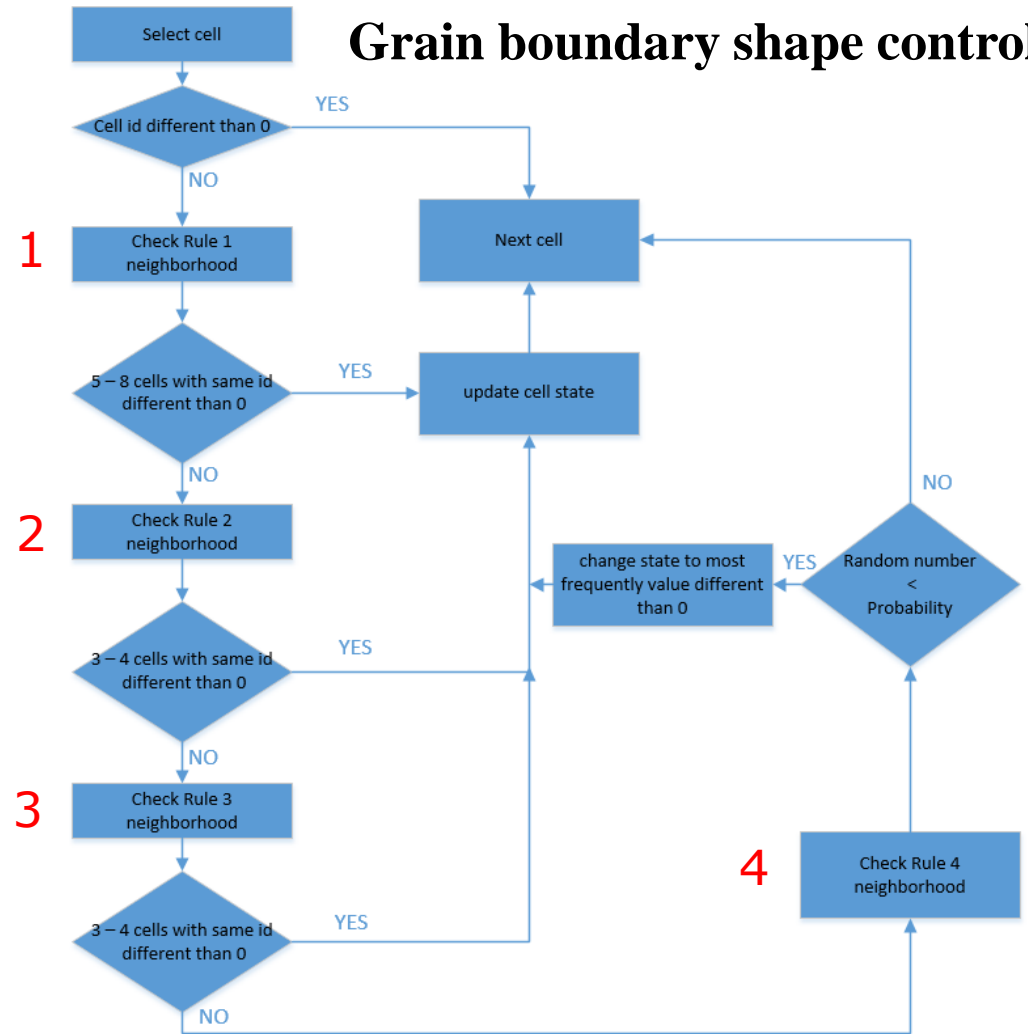 Grain boundary shape control
Select cell
YES
Cell id different than 0
NO
1
Check Rule 1
neighborhood
Next cell
5 – 8 cells with same id
different than 0
YES
update cell state
NO
2
Check Rule 2
neighborhood
3 – 4 cells with same id
different than 0
YES
NO
3
Check Rule 3
neighborhood
3 – 4 cells with same id
different than 0
YES
NO
4
Check Rule 4
neighborhood
Random number
<
Probability
NO
YES
change state to most
frequently value different
than 0